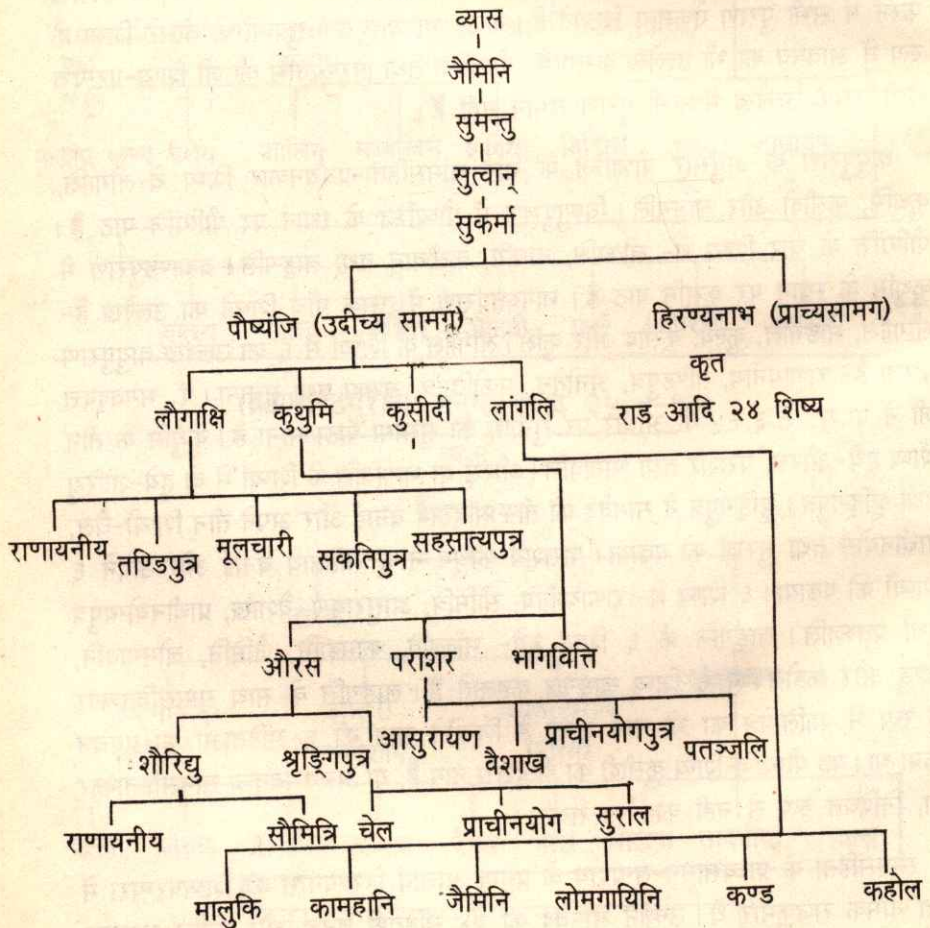 व्यास
जैमिनि
सुमन्तु
सुत्वान्
सुकर्मा
पौष्यंजि (उदीच्य सामग) हिरण्यनाभ (प्राच्यसामग)
कृत
लौगाक्षि कुथुमि कुसीदी लांगलि राड आदि २४ शिष्य
राणायनीय तण्डिपुत्र मूलचारी सकतिपुत्र सहसात्यपुत्र
औरस पराशर भागवित्ति
शौरिद्यु श्रृङ्गिपुत्र आसुरायण वैशाख प्राचीनयोगपुत्र पतञ्जलि
राणायनीय सौमित्रि चेल प्राचीनयोग सुराल
मालुकि कामहानि जैमिनि लोमगायिनि कण्ड कहोल